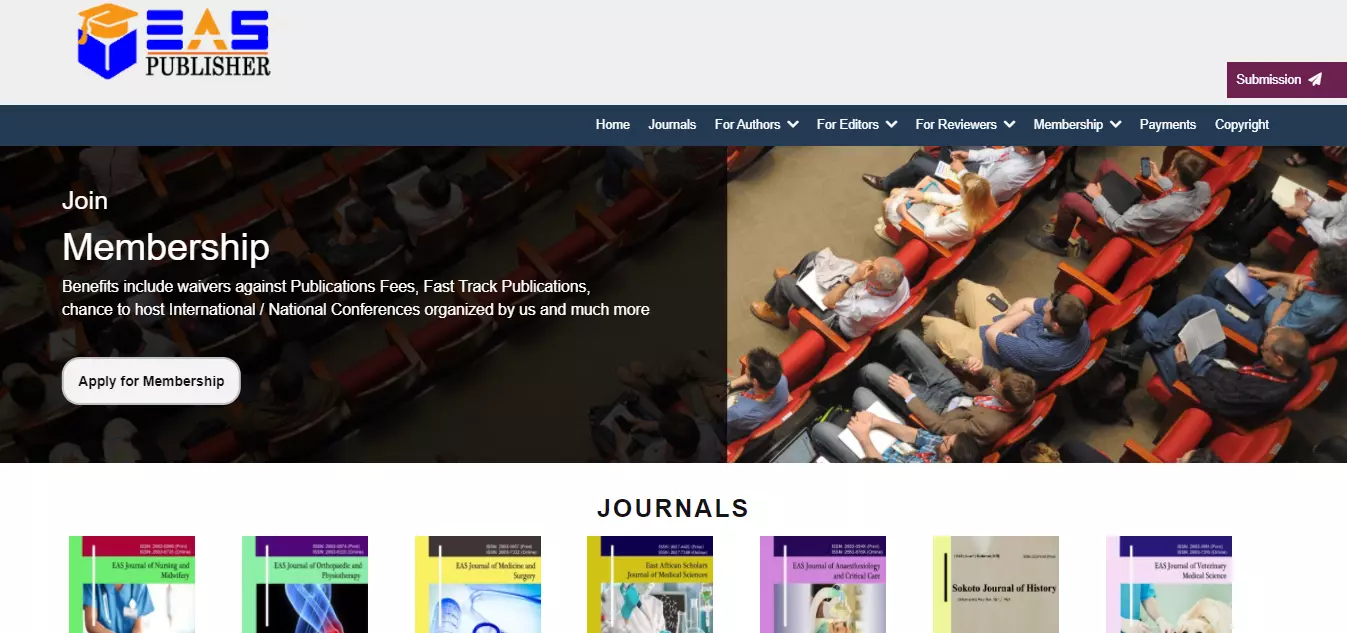 EAS
PUBLISHER
Submission
Home Journals For Authors For Editors For Reviewers Membership Payments Copyright
Join
Membership
Benefits include waivers against Publications Fees, Fast Track Publications,
chance to host International / National Conferences organized by us and much more
Apply for Membership
JOURNALS
EAS Journal of Nursing and
Midwifery
EAS Journal of Orthopaedic and
Physiotherapy
EAS Journal of Medicine and
Surgery
East African Scholars
Journal of Medical Sciences
EAS Journal of Anaesthesiology
and Critical Care
Sokoto Journal of History
EAS Journal of Veterinary
Medical Science